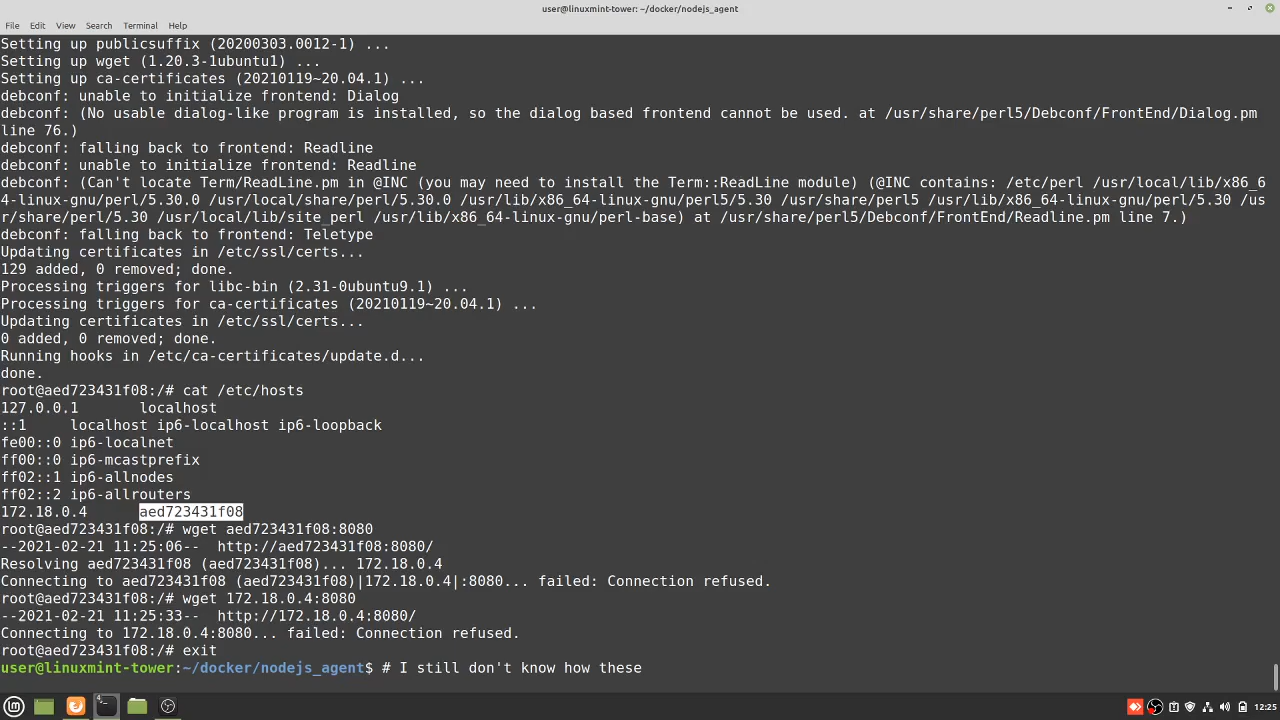 user@linuxmint-tower: ~/docker/nodejs_agent
File Edit View Search Terminal Help
Setting up publicsuffix (20200303.0012-1) ...
Setting up wget (1.20.3-1ubuntu1) ...
Setting up ca-certificates (20210119~20.04.1) ...
debconf: unable to initialize frontend: Dialog
debconf: (No usable dialog-like program is installed, so the dialog based frontend cannot be used. at /usr/share/perl5/Debconf/FrontEnd/Dialog.pm
line 76.)
debconf: falling back to frontend: Readline
debconf: unable to initialize frontend: Readline
debconf: (Can't locate Term/ReadLine.pm in @INC (you may need to install the Term::ReadLine module) (@INC contains: /etc/perl /usr/local/lib/x86_6
4-linux-gnu/perl/5.30.0 /usr/local/share/perl/5.30.0 /usr/lib/x86_64-linux-gnu/perl5/5.30 /usr/share/perl5 /usr/lib/x86_64-linux-gnu/perl/5.30 /us
r/share/perl/5.30 /usr/local/lib/site_perl /usr/lib/x86_64-linux-gnu/perl-base) at /usr/share/perl5/Debconf/FrontEnd/Readline.pm line 7.)
debconf: falling back to frontend: Teletype
Updating certificates in /etc/ssl/certs...
129 added, 0 removed; done.
Processing triggers for libc-bin (2.31-0ubuntu9.1) ...
Processing triggers for ca-certificates (20210119~20.04.1) ...
Updating certificates in /etc/ssl/certs...
0 added, 0 removed; done.
Running hooks in /etc/ca-certificates/update.d...
done.
root@aed723431f08:/# cat /etc/hosts
127.0.0.1 localhost
::1 localhost ip6-localhost ip6-loopback
fe00::0 ip6-localnet
ff00::0 ip6-mcastprefix
ff02::1 ip6-allnodes
ff02::2 ip6-allrouters
172.18.0.4 aed723431f08
root@aed723431f08:/# wget aed723431f08:8080
--2021-02-21 11:25:06-- http://aed723431f08:8080/
Resolving aed723431f08 (aed723431f08)... 172.18.0.4
Connecting to aed723431f08 (aed723431f08)|172.18.0.4|:8080... failed: Connection refused.
root@aed723431f08:/# wget 172.18.0.4:8080
--2021-02-21 11:25:33-- http://172.18.0.4:8080/
Connecting to 172.18.0.4:8080... failed: Connection refused.
root@aed723431f08:/# exit
user@linuxmint-tower:~/docker/nodejs_agent$ # I still don't know how these
4
12:25